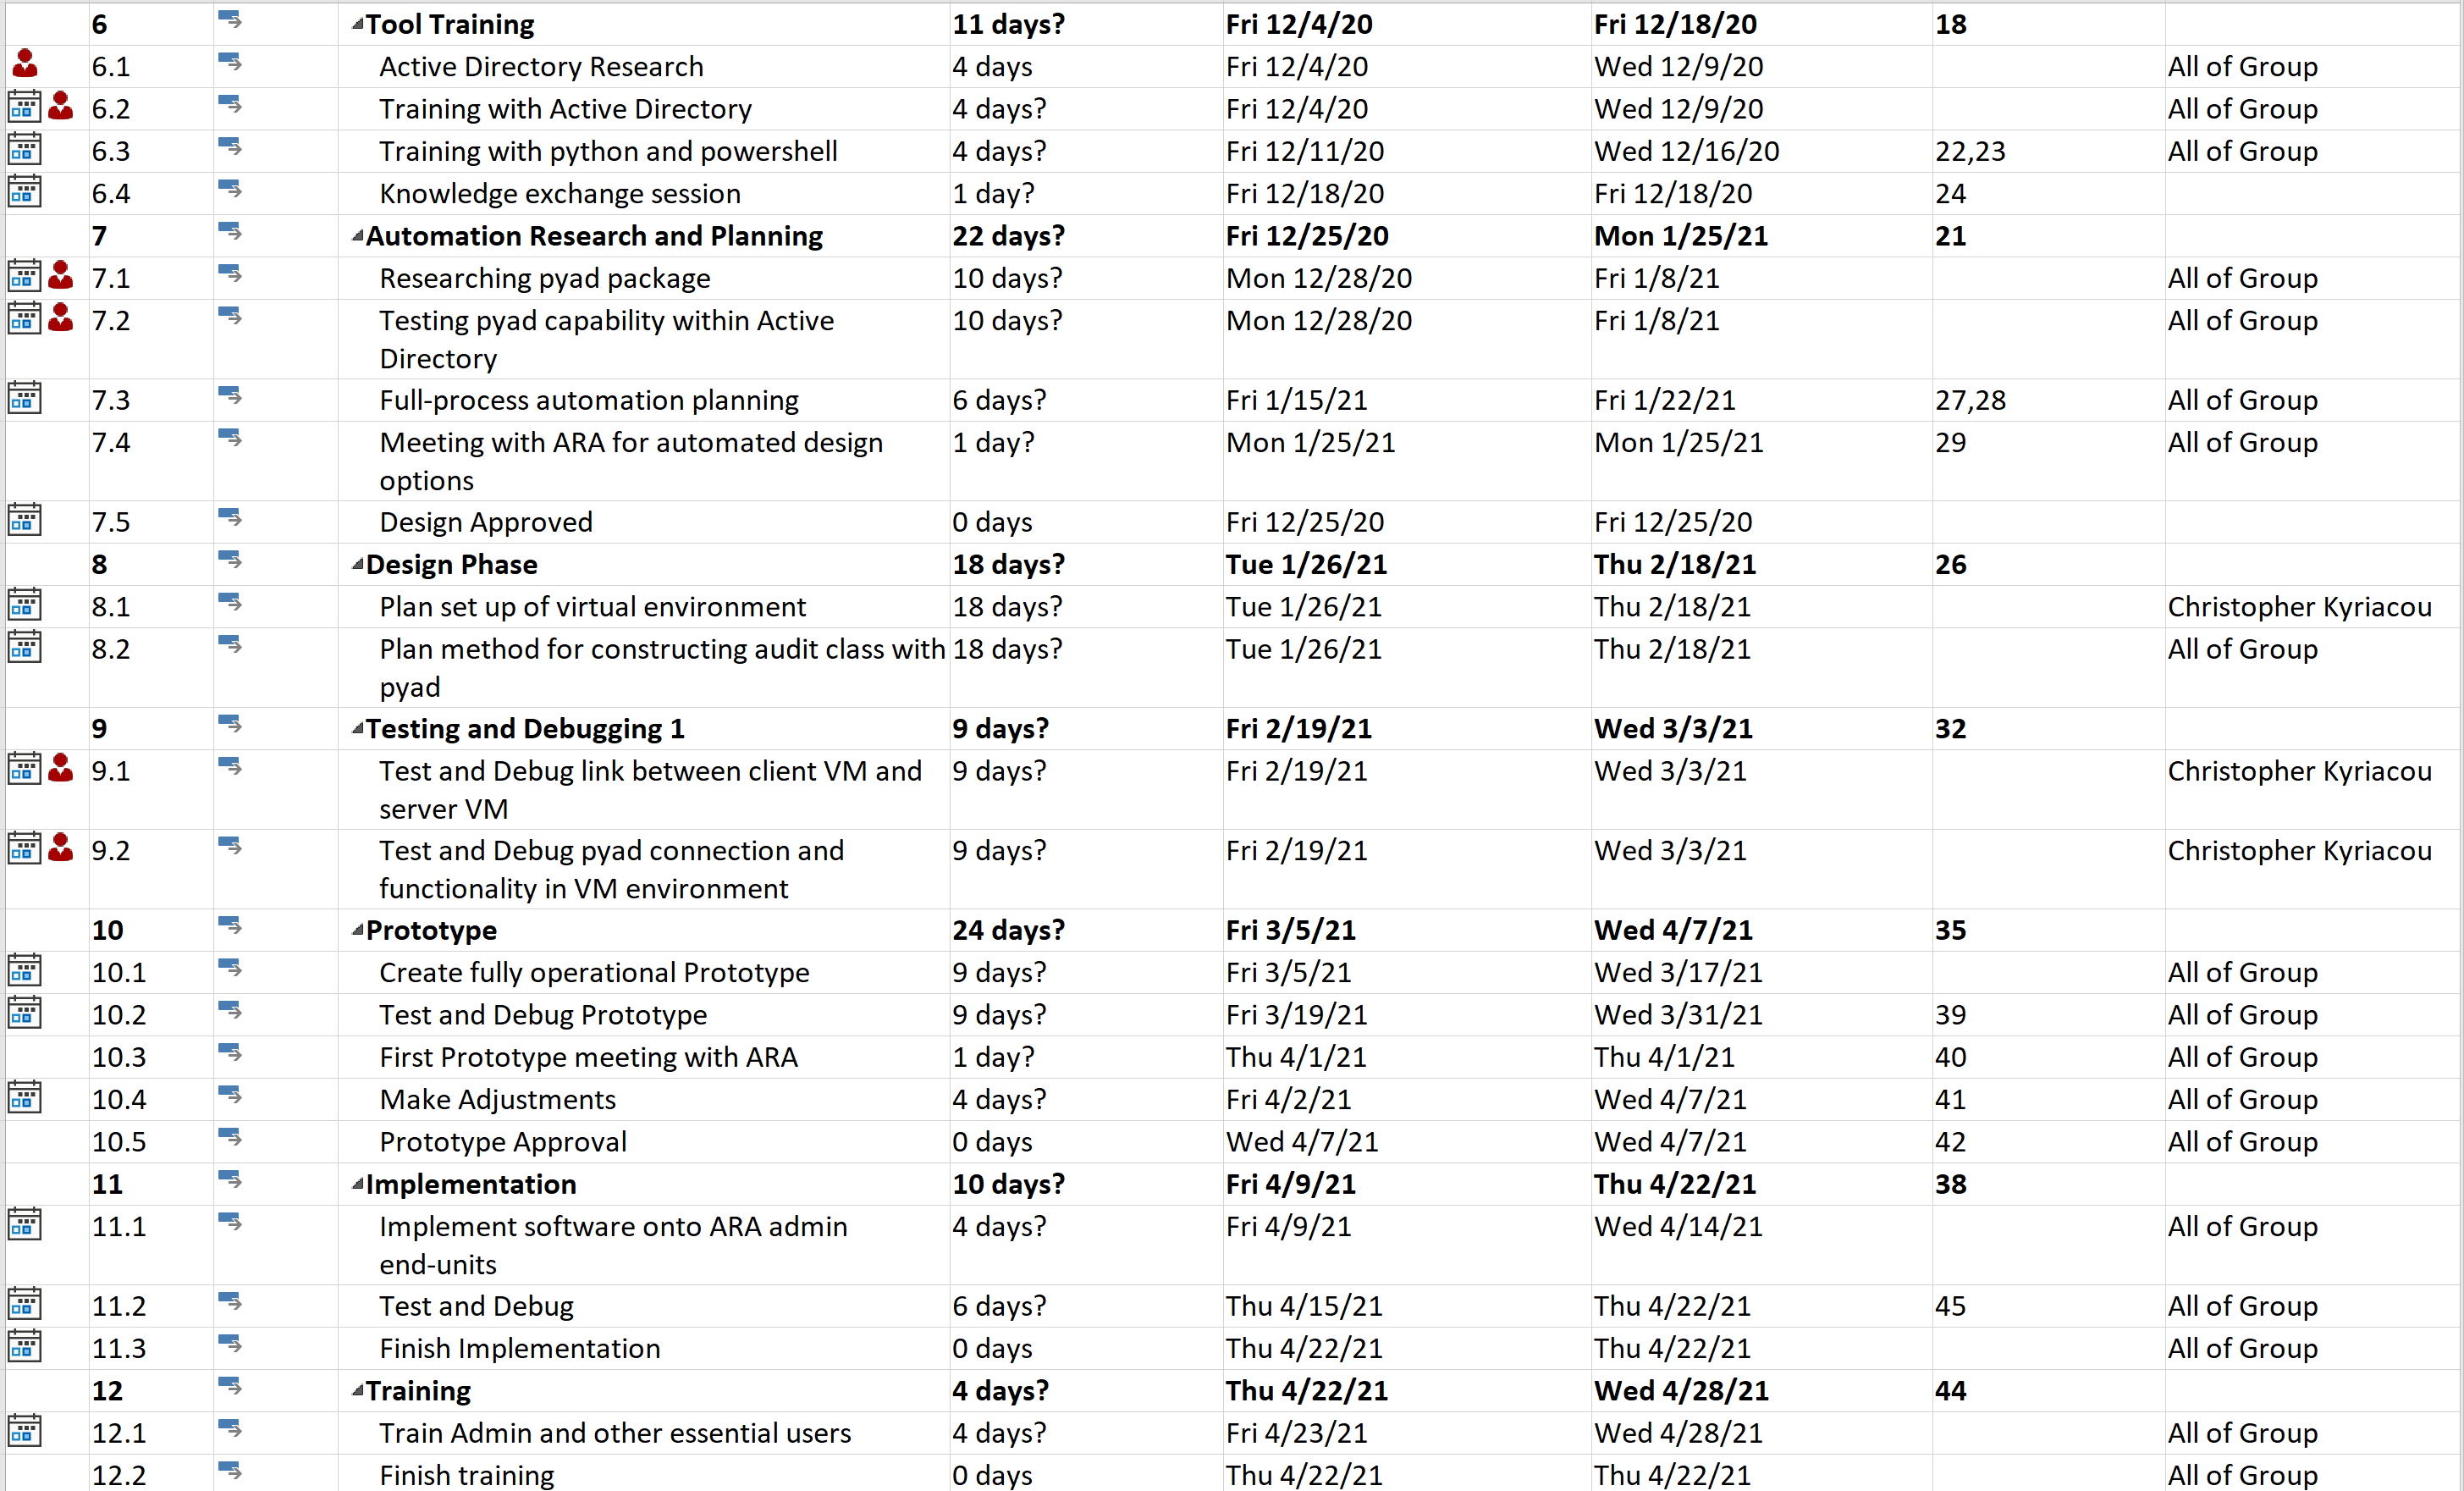 6 Tool Training 11 days? Fri 12/4/20 Fri 12/18/20 18
6.1 Active Directory Research 4 days Fri 12/4/20 Wed 12/9/20 All of Group
6.2 Training with Active Directory 4 days? Fri 12/4/20 Wed 12/9/20 All of Group
6.3 Training with python and powershell 4 days? Fri 12/11/20 Wed 12/16/20 22,23 All of Group
6.4 Knowledge exchange session 1 day? Fri 12/18/20 Fri 12/18/20 24
7 Automation Research and Planning 22 days? Fri 12/25/20 Mon 1/25/21 21
7.1 Researching pyad package 10 days? Mon 12/28/20 Fri 1/8/21 All of Group
7.2 Testing pyad capability within Active 10 days? Mon 12/28/20 Fri 1/8/21 All of Group
Directory
7.3 Full-process automation planning 6 days? Fri 1/15/21 Fri 1/22/21 27,28 All of Group
7.4 Meeting with ARA for automated design 1 day? Mon 1/25/21 Mon 1/25/21 29 All of Group
options
7.5 Design Approved 0 days Fri 12/25/20 Fri 12/25/20
8 Design Phase 18 days? Tue 1/26/21 Thu 2/18/21 26
8.1 Plan set up of virtual environment 18 days? Tue 1/26/21 Thu 2/18/21 Christopher Kyriacou
8.2 Plan method for constructing audit class with 18 days? Tue 1/26/21 Thu 2/18/21 All of Group
pyad
9 Testing and Debugging 1 9 days? Fri 2/19/21 Wed 3/3/21 32
9.1 Test and Debug link between client VM and 9 days? Fri 2/19/21 Wed 3/3/21 Christopher Kyriacou
server VM
9.2 Test and Debug pyad connection and 9 days? Fri 2/19/21 Wed 3/3/21 Christopher Kyriacou
functionality in VM environment
10 Prototype 24 days? Fri 3/5/21 Wed 4/7/21 35
10.1 Create fully operational Prototype 9 days? Fri 3/5/21 Wed 3/17/21 All of Group
10.2 Test and Debug Prototype 9 days? Fri 3/19/21 Wed 3/31/21 39 All of Group
10.3 First Prototype meeting with ARA 1 day? Thu 4/1/21 Thu 4/1/21 40 All of Group
10.4 Make Adjustments 4 days? Fri 4/2/21 Wed 4/7/21 41 All of Group
10.5 Prototype Approval 0 days Wed 4/7/21 Wed 4/7/21 42 All of Group
11 Implementation 10 days? Fri 4/9/21 Thu 4/22/21 38
11.1 Implement software onto ARA admin 4 days? Fri 4/9/21 Wed 4/14/21 All of Group
end-units
11.2 Test and Debug 6 days? Thu 4/15/21 Thu 4/22/21 45 All of Group
11.3 Finish Implementation 0 days Thu 4/22/21 Thu 4/22/21 All of Group
12 Training 4 days? Thu 4/22/21 Wed 4/28/21 44
12.1 Train Admin and other essential users 4 days? Fri 4/23/21 Wed 4/28/21 All of Group
12.2 Finish training 0 days Thu 4/22/21 Thu 4/22/21 All of Group